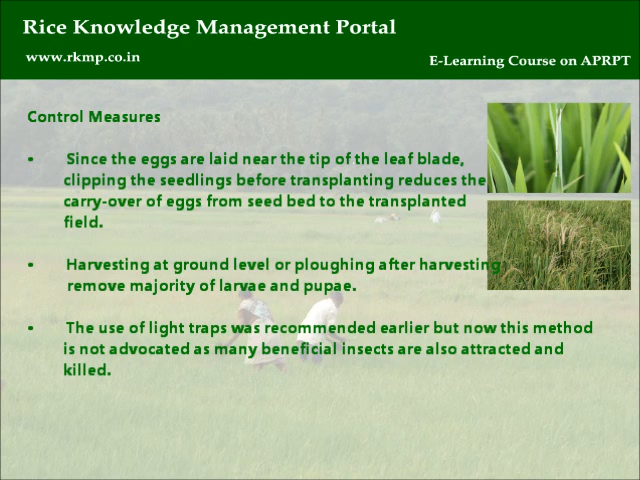 Rice Knowledge Management Portal
www.rkmp.co.in
E-Learning Course on APRPT
Control Measures
• Since the eggs are laid near the tip of the leaf blade,
clipping the seedlings before transplanting reduces the
carry-over of eggs from seed bed to the transplanted
field.
• Harvesting at ground level or ploughing after harvesting
remove majority of larvae and pupae.
• The use of light traps was recommended earlier but now this method
is not advocated as many beneficial insects are also attracted and
killed.